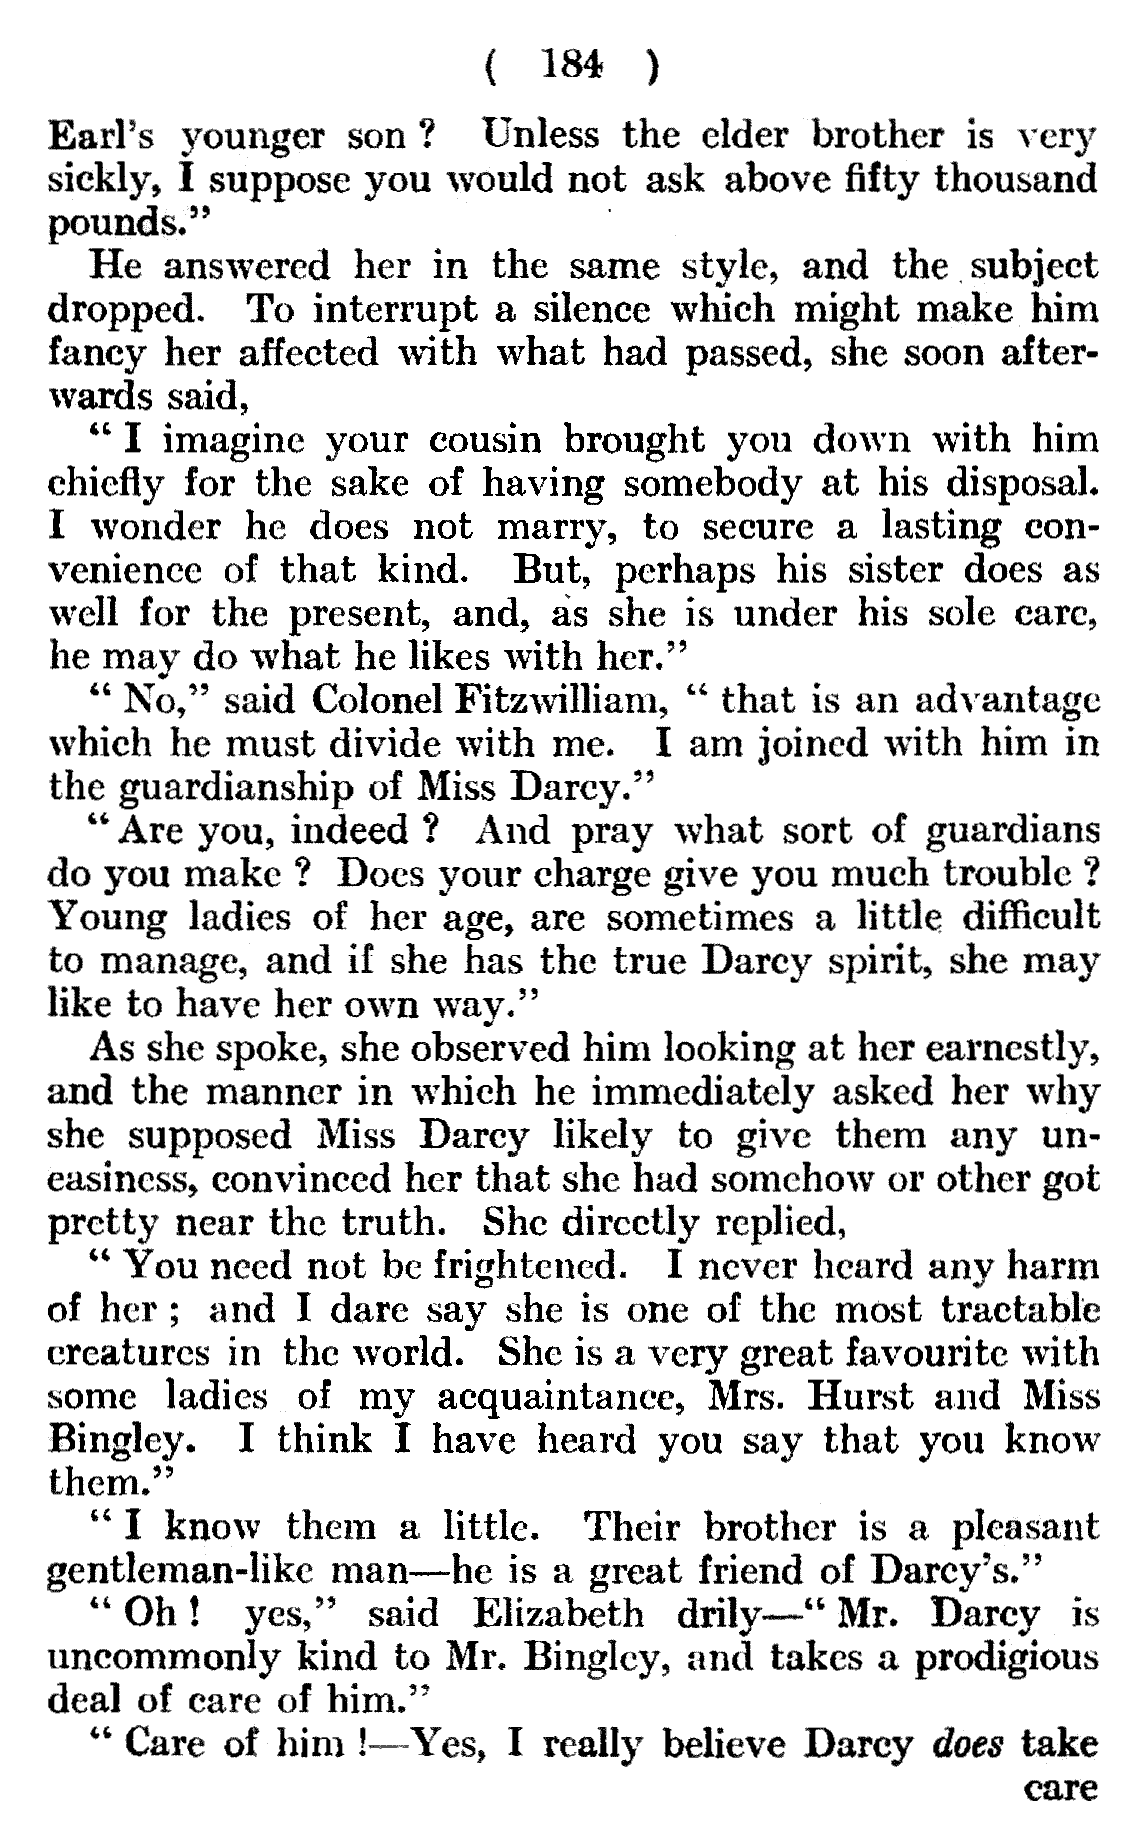 ( 184 )
Earl's younger son ? Unless the elder brother is very
sickly, I suppose you would not ask above fifty thousand
pounds."
He answered her in the same style, and the subject
dropped. To interrupt a silence which might make him
fancy her affected with what had passed, she soon after-
wards said,
" I imagine your cousin brought you down with him
chiefly for the sake of having somebody at his disposal.
I wonder he does not marry, to secure a lasting con-
venience of that kind. But, perhaps his sister does as
well for the present, and, as she is under his sole care,
he may do what he likes with her."
" No," said Colonel Fitzwilliam, " that is an advantage
which he must divide with me. I am joined with him in
the guardianship of Miss Darcy."
" Are you, indeed ? And pray what sort of guardians
do you make ? Does your charge give you much trouble ?
Young ladies of her age, are sometimes a little difficult
to manage, and if she has the true Darcy spirit, she may
like to have her own way."
As she spoke, she observed him looking at her earnestly,
and the manner in which he immediately asked her why
she supposed Miss Darcy likely to give them any un-
easiness, convinced her that she had somehow or other got
pretty near the truth. She directly replied,
" You need not be frightened. I never heard any harm
of her ; and I dare say she is one of the most tractable
creatures in the world. She is a very great favourite with
some ladies of my acquaintance, Mrs. Hurst and Miss
Bingley. I think I have heard you say that you know
them."
" I know them a little. Their brother is a pleasant
gentleman-like man—he is a great friend of Darcy's."
" Oh ! yes," said Elizabeth drily—" Mr. Darcy is
uncommonly kind to Mr. Bingley, and takes a prodigious
deal of care of him."
" Care of him !—Yes, I really believe Darcy does take
care